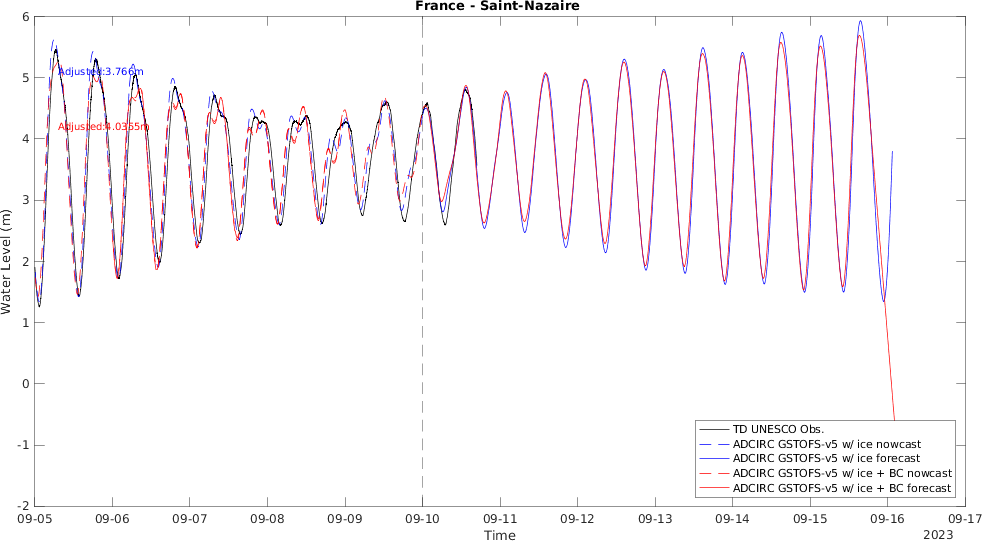 France - Saint-Nazaire
6
5
4
3
2
1
0
-1
-2
Water Level (m)
Adjusted:3.766m
Adjusted:4.0355m
TD UNESCO Obs.
ADCIRC GSTOFS-v5 w/ ice nowcast
ADCIRC GSTOFS-v5 w/ ice forecast
ADCIRC GSTOFS-v5 w/ ice + BC nowcast
ADCIRC GSTOFS-v5 w/ ice + BC forecast
09-05 09-06 09-07 09-08 09-09 09-10 09-11 09-12 09-13 09-14 09-15 09-16 09-17
Time
2023